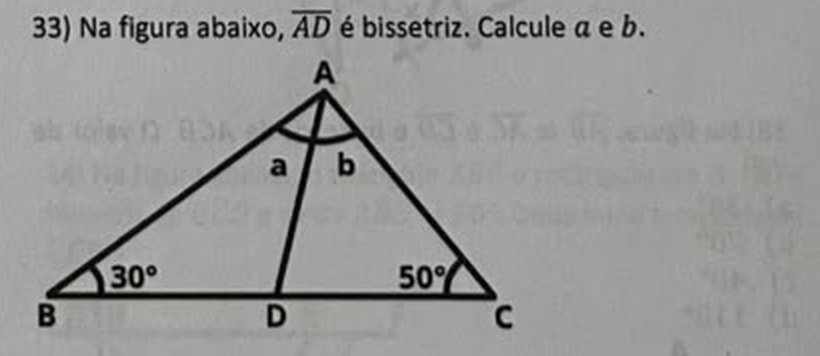 33) Na figura abaixo, AD é bissetriz. Calcule a e b.
A
a b
30° 50°
B D C